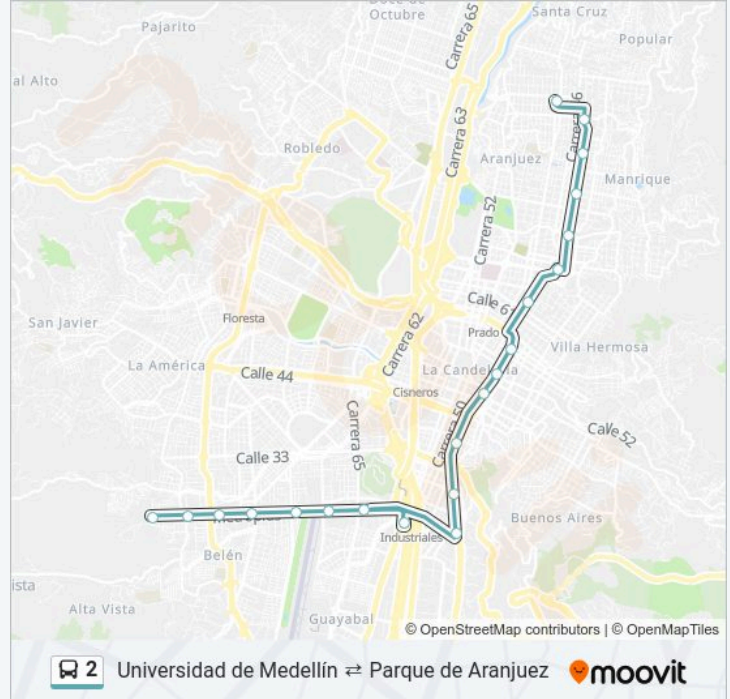 Doce de
Octubre
Santa Cruz
Pajarito
Carrera 65
Popular
al Alto
Carrera 63
Robledo
Aranjuez
Manrique
Carrera 52
San Javier
Floresta
Prado
Carrera 62
Villa Hermosa
La América
Calle 44
La Candelaria
Cisneros
Carrera 65
Carrera 50
Calle 52
Calle 33
Buenos Aires
Industriales
Belén
ista
Alta Vista
Guayabal
© OpenStreetMap contributors | © OpenMapTiles
2 Universidad de Medellín ⇄ Parque de Aranjuez moovit